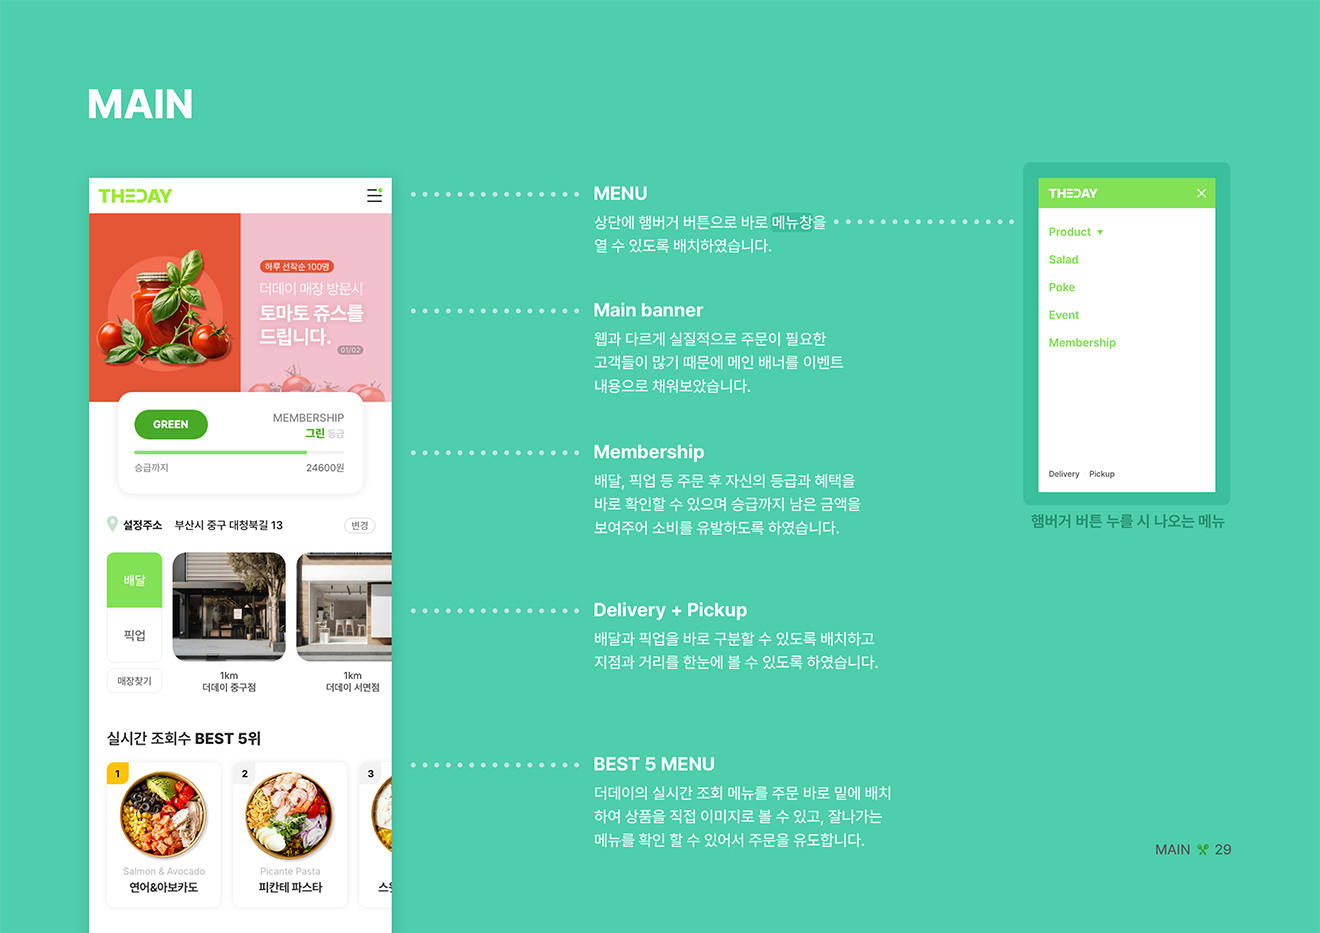 MAIN
THEDAY
하루 선착순 100명
더데이 매장 방문시
토마토 쥬스를
드립니다.
01/02
GREEN
MEMBERSHIP
그린 등급
승급까지
24600원
설정주소 부산시 중구 대청북길 13
변경
배달
픽업
매장찾기
1km
더데이 중구점
1km
더데이 서면점
실시간 조회수 BEST 5위
1
Salmon & Avocado
연어&아보카도
2
Picante Pasta
피칸테 파스타
3
MENU
상단에 햄버거 버튼으로 바로 메뉴창을
열 수 있도록 배치하였습니다.
Main banner
웹과 다르게 실질적으로 주문이 필요한
고객들이 많기 때문에 메인 배너를 이벤트
내용으로 채워보았습니다.
Membership
배달, 픽업 등 주문 후 자신의 등급과 혜택을
바로 확인할 수 있으며 승급까지 남은 금액을
보여주어 소비를 유발하도록 하였습니다.
Delivery + Pickup
배달과 픽업을 바로 구분할 수 있도록 배치하고
지점과 거리를 한눈에 볼 수 있도록 하였습니다.
BEST 5 MENU
더데이의 실시간 조회 메뉴를 주문 바로 밑에 배치
하여 상품을 직접 이미지로 볼 수 있고, 잘나가는
메뉴를 확인 할 수 있어서 주문을 유도합니다.
THEDAY
Product ▼
Salad
Poke
Event
Membership
Delivery Pickup
햄버거 버튼 누를 시 나오는 메뉴
MAIN 29